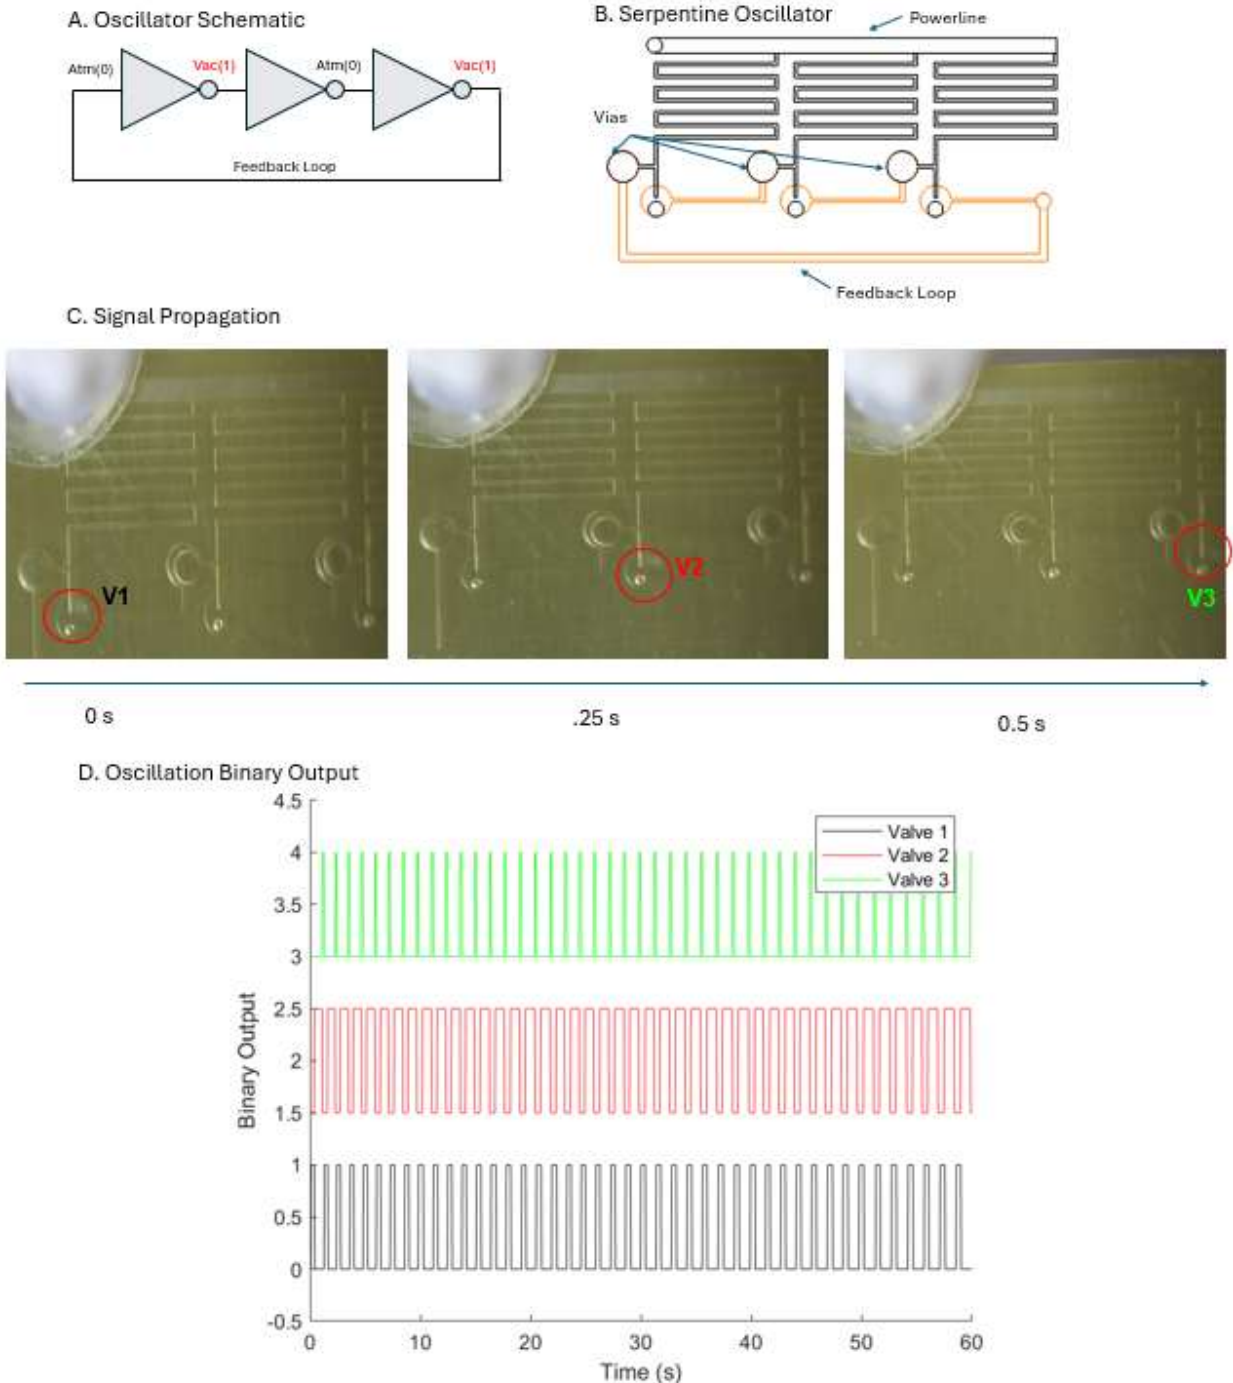 A. Oscillator Schematic
Atm(0)
Vac(1)
Atm(0)
Vac(1)
Feedback Loop
B. Serpentine Oscillator
Powerline
Vias
Feedback Loop
C. Signal Propagation
V1
V2
V3
0 s
.25 s
0.5 s
D. Oscillation Binary Output
4.5
4
3.5
3
2.5
2
1.5
1
0.5
0
-0.5
Binary Output
Valve 1
Valve 2
Valve 3
0 10 20 30 40 50 60
Time (s)